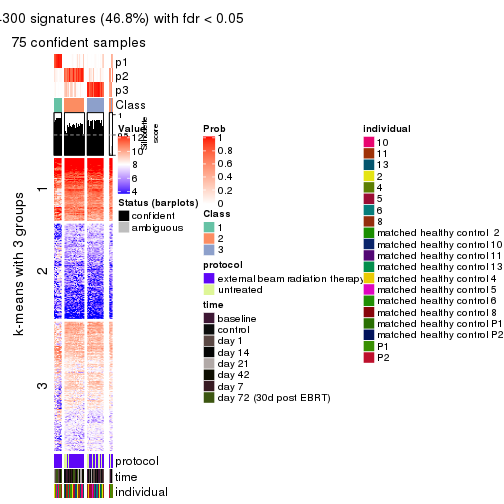 300 signatures (46.8%) with fdr < 0.05
75 confident samples
p1
p2
p3
Class
1
score
Value
12
10
8
6
4
Status (barplots)
confident
ambiguous
k-means with 3 groups
1
2
3
protocol
time
individual
Prob
1
0.8
0.6
0.4
0.2
0
Class
1
2
3
protocol
external beam radiation therapy
untreated
time
baseline
control
day 1
day 14
day 21
day 42
day 7
day 72 (30d post EBRT)
individual
10
11
13
2
4
5
6
8
matched healthy control 2
matched healthy control 10
matched healthy control 11
matched healthy control 13
matched healthy control 4
matched healthy control 5
matched healthy control 6
matched healthy control 8
matched healthy control P1
matched healthy control P2
P1
P2